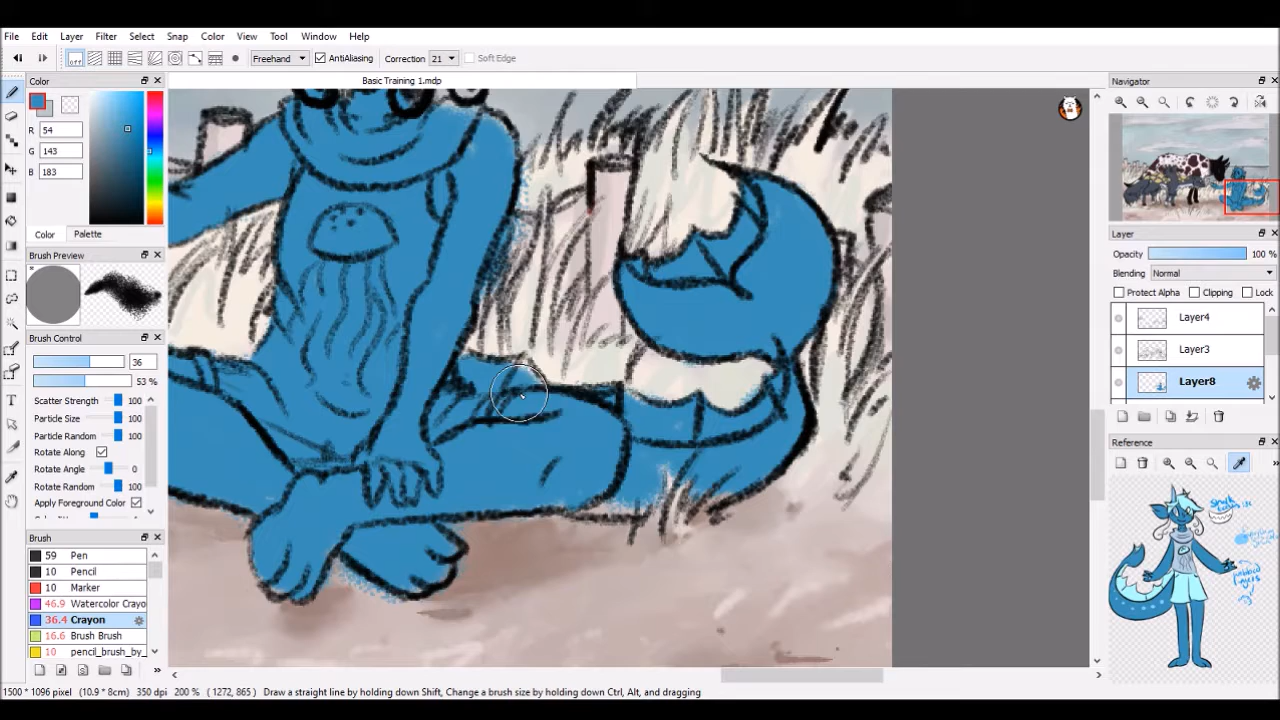 File Edit Layer Filter Select Snap Color View Tool Window Help
off Freehand AntiAliasing Correction 21 Soft Edge
Color
Basic Training 1.mdp
Navigator
R 54
G 143
B 183
Color Palette
Brush Preview
Brush Control
36
53 %
Scatter Strength 100
Particle Size 100
Particle Random 100
Rotate Along
Rotate Angle 0
Rotate Random 100
Apply Foreground Color
Brush
59 Pen
10 Pencil
10 Marker
46.9 Watercolor Crayo
36.4 Crayon
16.6 Brush Brush
10 pencil_brush_by_
Layer
Opacity 100 %
Blending Normal
Protect Alpha Clipping Lock
Layer4
Layer3
Layer8
Reference
1500 * 1096 pixel (10.9 * 8cm) 350 dpi 200 % ( 1272, 865 ) Draw a straight line by holding down Shift, Change a brush size by holding down Ctrl, Alt, and dragging